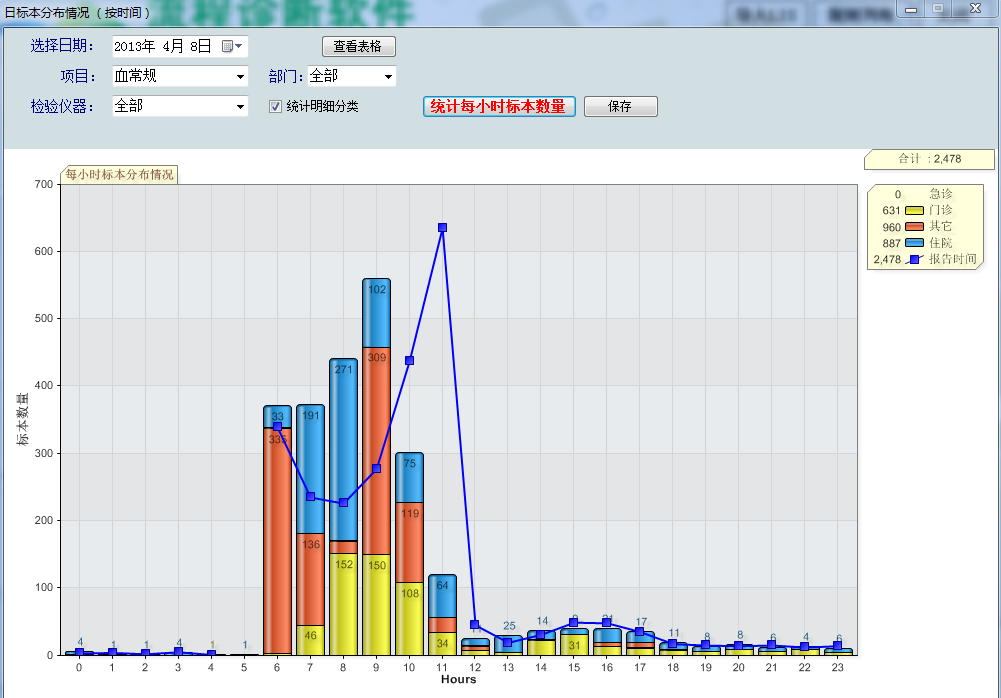 日标本分布情况 （ 按时间 ）
流程诊断软件
选择日期： 2013年 4月 8日 查看表格
项目： 血常规 部门： 全部
检验仪器： 全部 统计明细分类 统计每小时标本数量 保存
合计 ：2,478
每小时标本分布情况
0 急诊
631 门诊
960 其它
887 住院
2,478 报告时间
标本数量
700
600
500
400
300
200
100
0
4 1 1 4 1 1
33
191 136 46
271 152
102 309 150
75 119 108
64 34
25 14 31 17 11 8 8 6 4 6
0 1 2 3 4 5 6 7 8 9 10 11 12 13 14 15 16 17 18 19 20 21 22 23
Hours